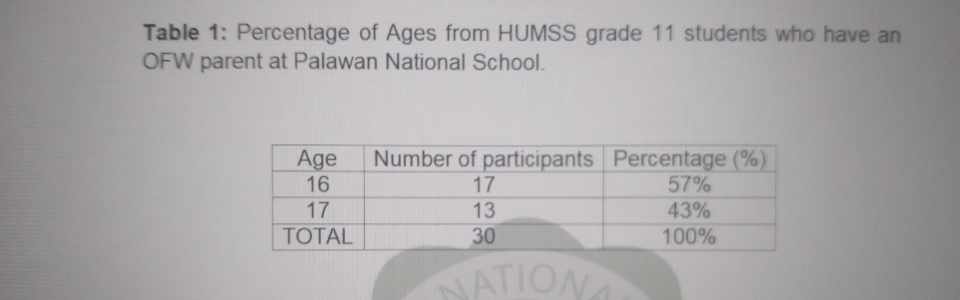 Table 1: Percentage of Ages from HUMSS grade 11 students who have an
OFW parent at Palawan National School.
Age Number of participants Percentage (%)
16 17 57%
17 13 43%
TOTAL 30 100%